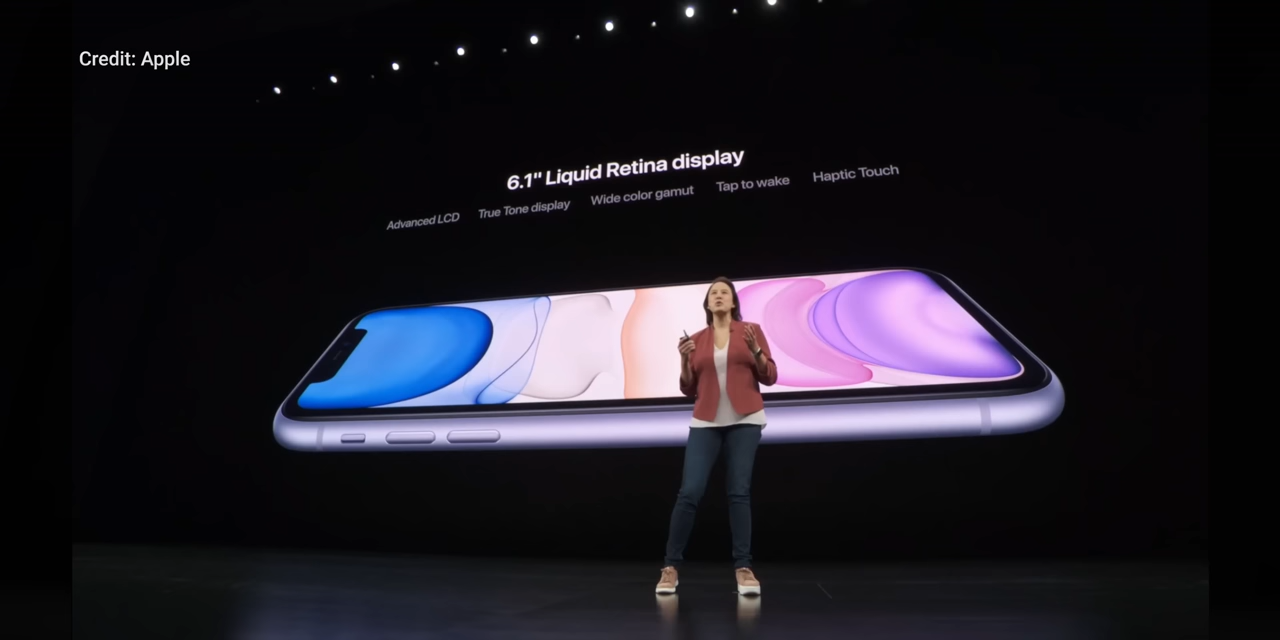 Credit: Apple
6.1" Liquid Retina display
Advanced LCD True Tone display Wide color gamut Tap to wake Haptic Touch